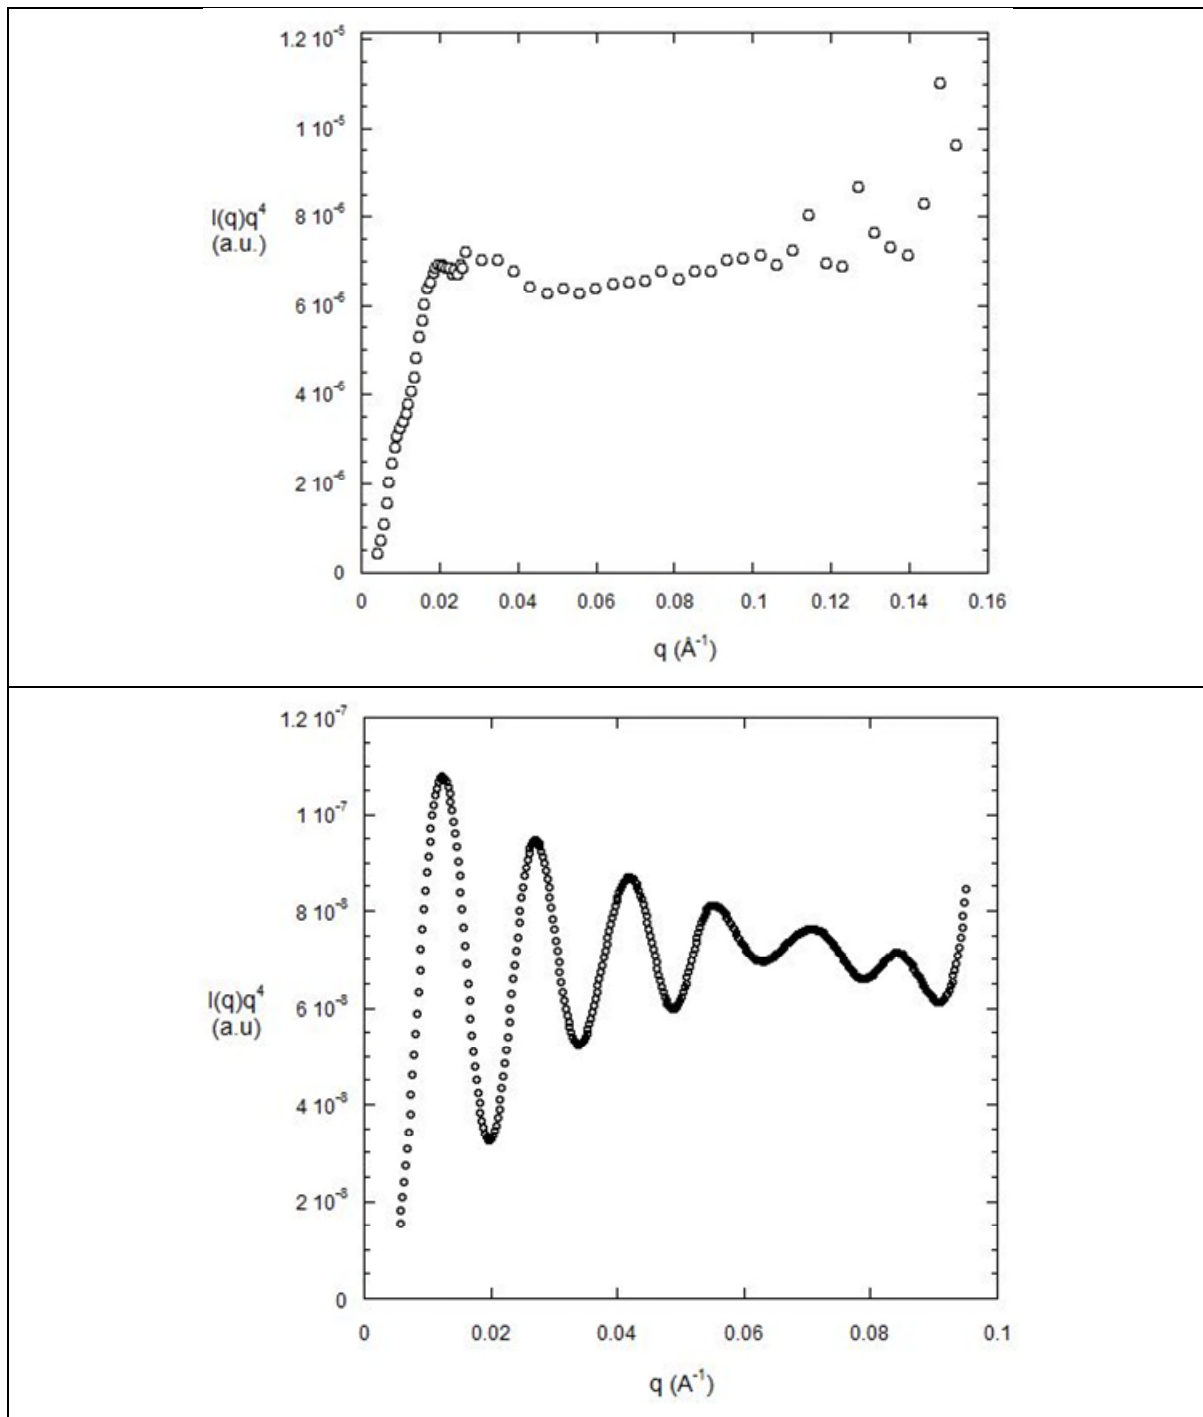 1.2 10⁻⁵
1 10⁻⁵
8 10⁻⁶
6 10⁻⁶
4 10⁻⁶
2 10⁻⁶
0
I(q)q⁴
(a.u.)
0 0.02 0.04 0.06 0.08 0.1 0.12 0.14 0.16
q (Å⁻¹)
1.2 10⁻⁷
1 10⁻⁷
8 10⁻⁸
6 10⁻⁸
4 10⁻⁸
2 10⁻⁸
0
I(q)q⁴
(a.u)
0 0.02 0.04 0.06 0.08 0.1
q (A⁻¹)